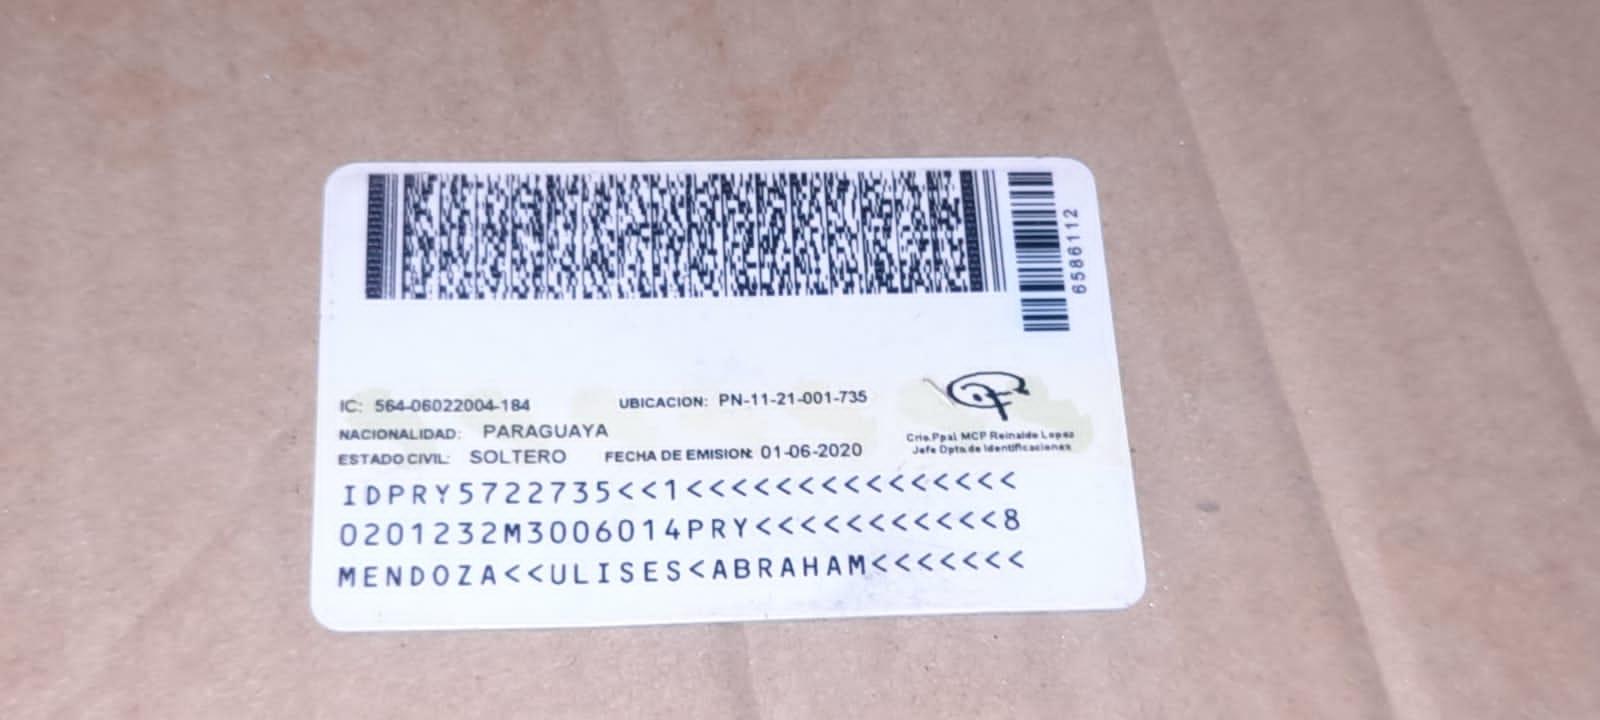 6586112
IC: 564-06022004-184 UBICACION: PN-11-21-001-735
NACIONALIDAD: PARAGUAYA
ESTADO CIVIL: SOLTERO FECHA DE EMISION: 01-06-2020
Crio.Ppal MCP Reinaldo Lopez
Jefe Dpto.de Identificaciones
IDPRY5722735<<1<<<<<<<<<<<<<<<
0201232M3006014PRY<<<<<<<<<<<8
MENDOZA<<ULISES<ABRAHAM<<<<<<<